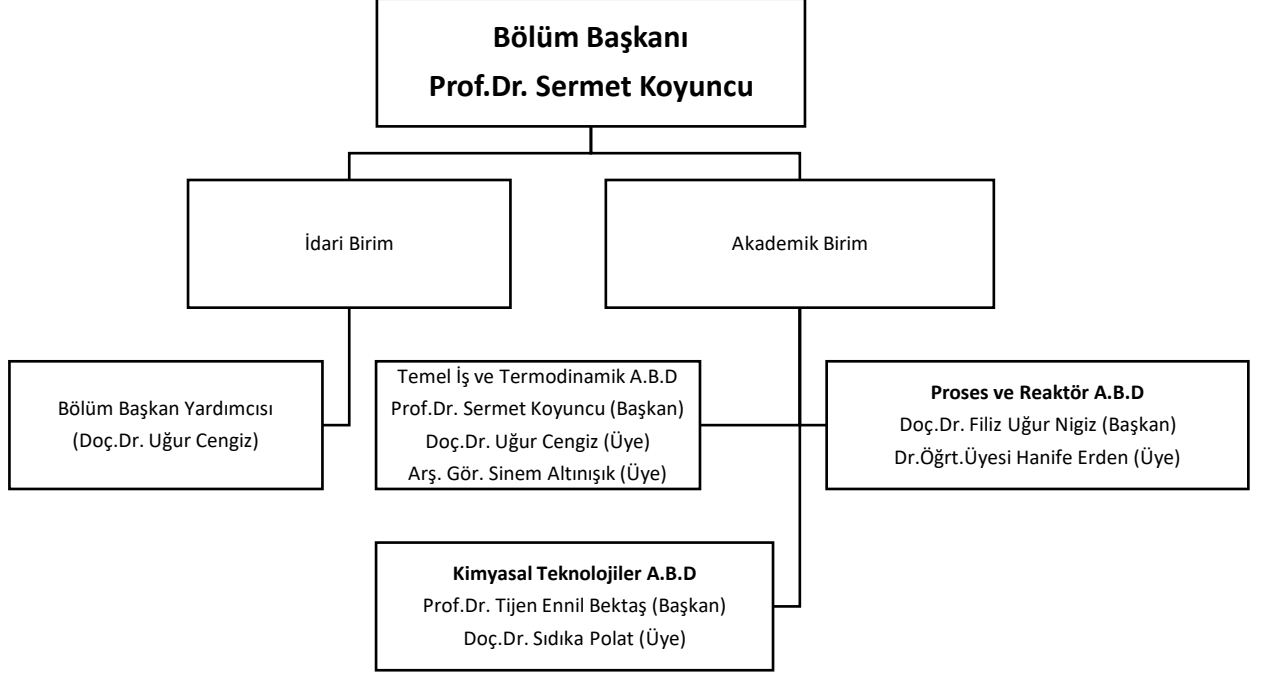 Bölüm Başkanı
Prof.Dr. Sermet Koyuncu
İdari Birim
Akademik Birim
Bölüm Başkan Yardımcısı
(Doç.Dr. Uğur Cengiz)
Temel İş ve Termodinamik A.B.D
Prof.Dr. Sermet Koyuncu (Başkan)
Doç.Dr. Uğur Cengiz (Üye)
Arş. Gör. Sinem Altınışık (Üye)
Proses ve Reaktör A.B.D
Doç.Dr. Filiz Uğur Nigiz (Başkan)
Dr.Öğrt.Üyesi Hanife Erden (Üye)
Kimyasal Teknolojiler A.B.D
Prof.Dr. Tijen Ennil Bektaş (Başkan)
Doç.Dr. Sıdıka Polat (Üye)